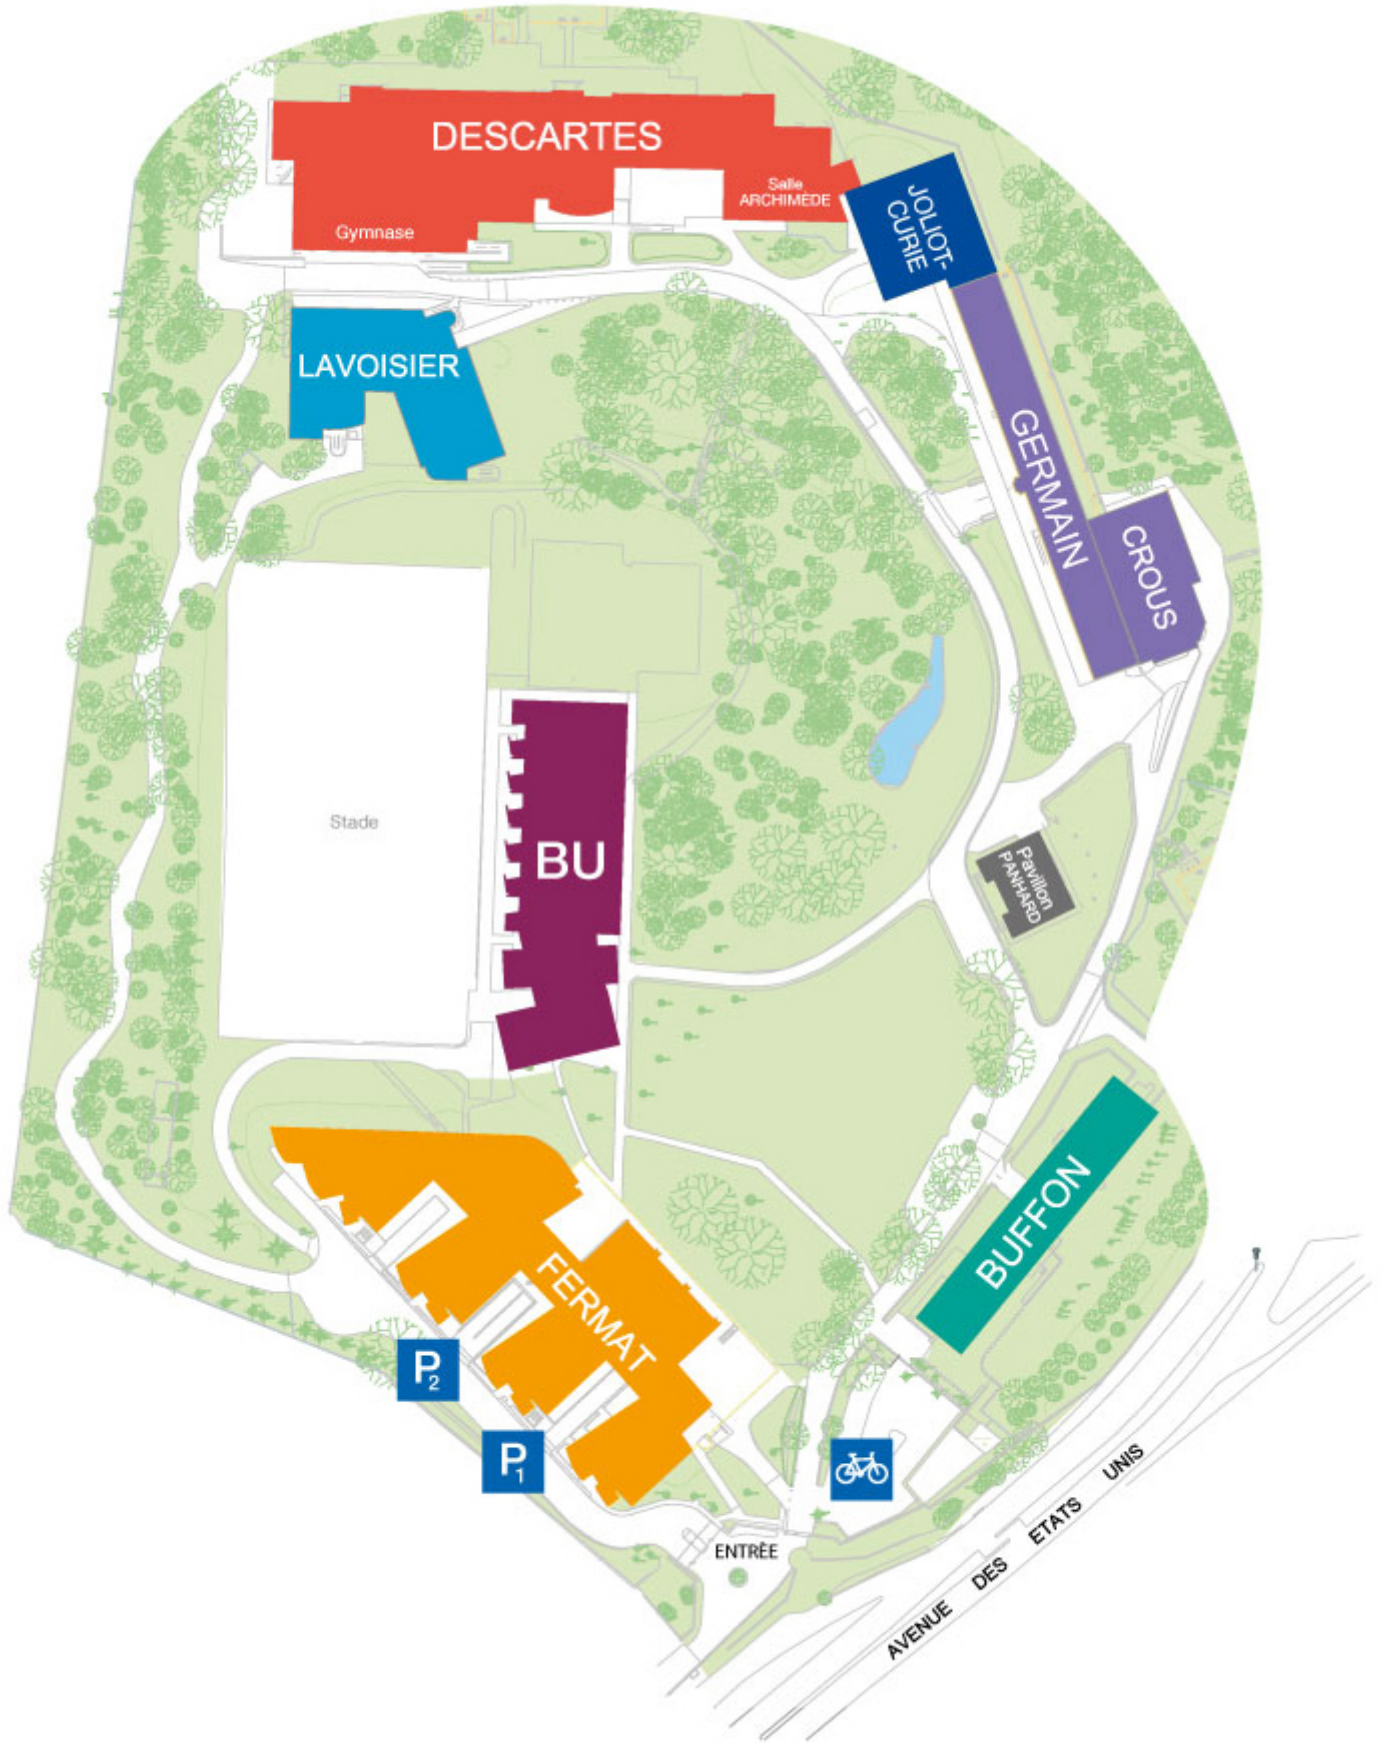 DESCARTES
Salle
ARCHIMÈDE
Gymnase
JOLIOT-
CURIE
LAVOISIER
GERMAIN
CROUS
Stade
BU
Pavillon
PANHARD
BUFFON
FERMAT
P2
P1
ENTRÉE
AVENUE DES ETATS UNIS